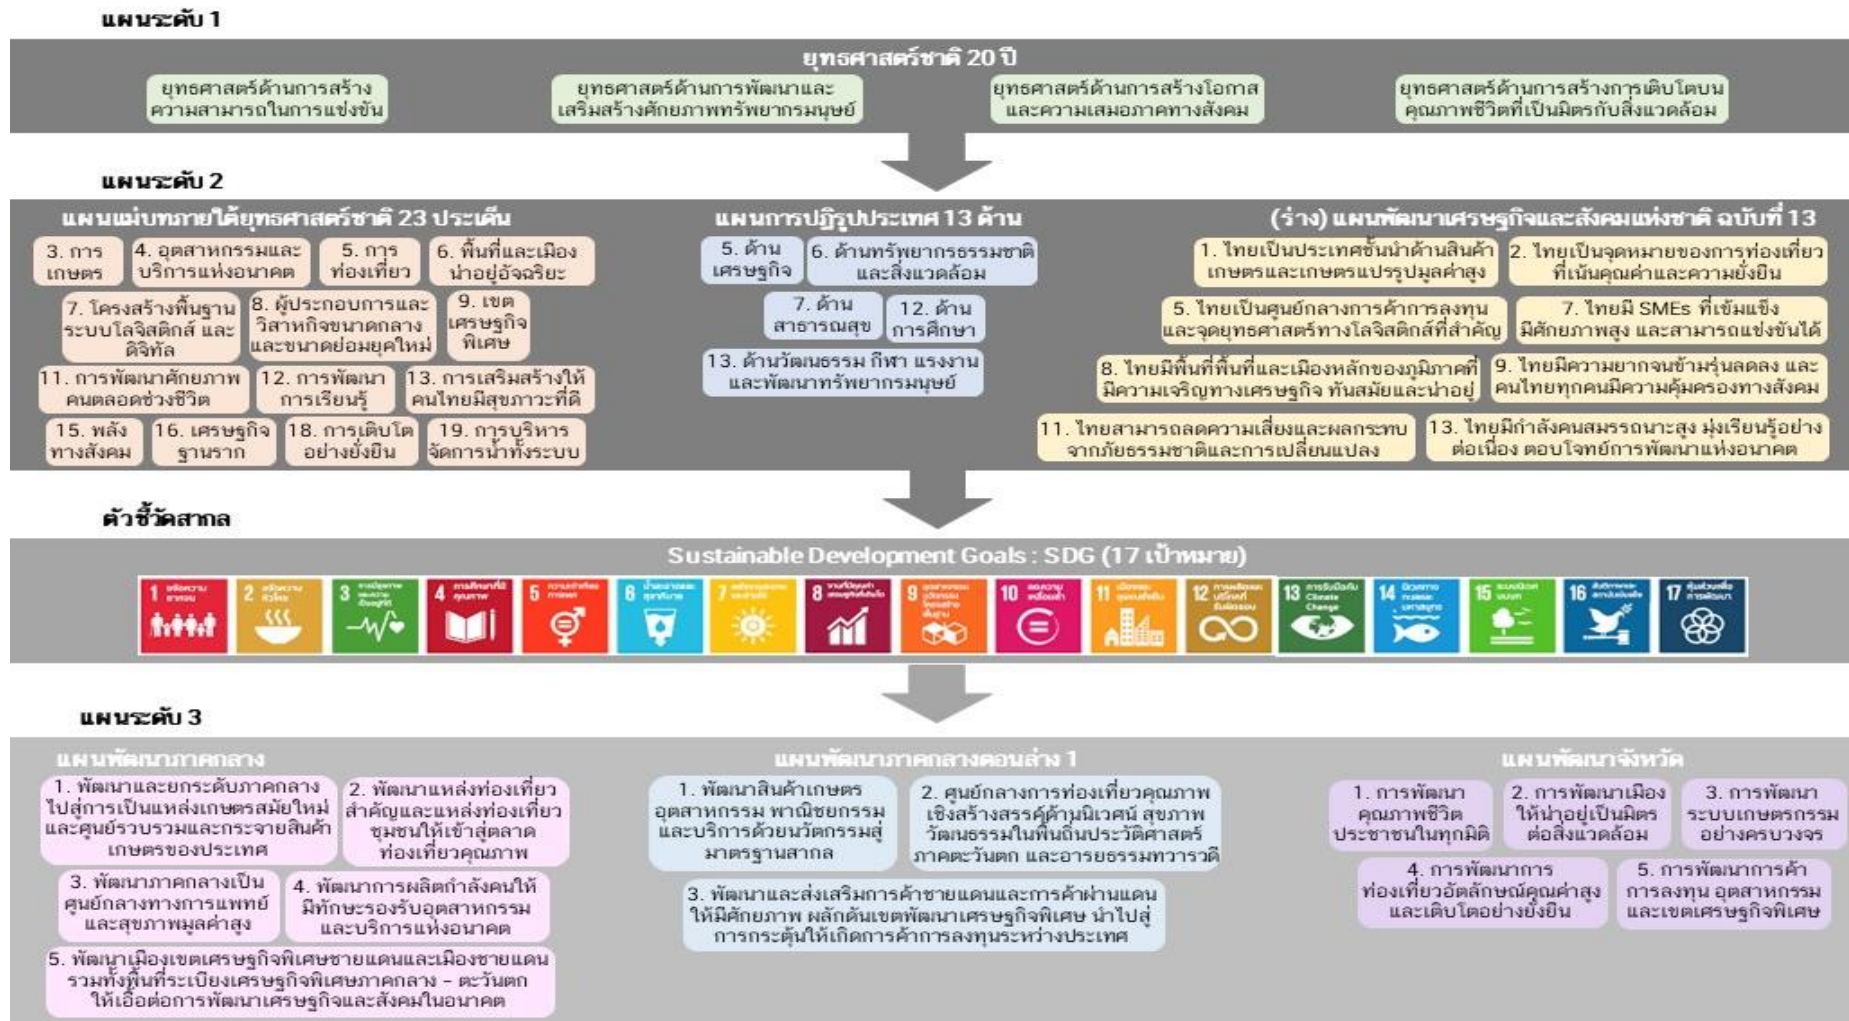 แผนระดับ 1
ยุทธศาสตร์ชาติ 20 ปี
ยุทธศาสตร์ด้านการสร้าง
ความสามารถในการแข่งขัน
ยุทธศาสตร์ด้านการพัฒนาและ
เสริมสร้างศักยภาพทรัพยากรมนุษย์
ยุทธศาสตร์ด้านการสร้างโอกาส
และความเสมอภาคทางสังคม
ยุทธศาสตร์ด้านการสร้างการเติบโตบน
คุณภาพชีวิตที่เป็นมิตรกับสิ่งแวดล้อม
แผนระดับ 2
แผนแม่บทภายใต้ยุทธศาสตร์ชาติ 23 ประเด็น
3. การ
เกษตร
4. อุตสาหกรรมและ
บริการแห่งอนาคต
5. การ
ท่องเที่ยว
6. พื้นที่และเมือง
น่าอยู่อัจฉริยะ
7. โครงสร้างพื้นฐาน
ระบบโลจิสติกส์ และ
ดิจิทัล
8. ผู้ประกอบการและ
วิสาหกิจขนาดกลาง
และขนาดย่อมยุคใหม่
9. เขต
เศรษฐกิจ
พิเศษ
11. การพัฒนาศักยภาพ
คนตลอดช่วงชีวิต
12. การพัฒนา
การเรียนรู้
13. การเสริมสร้างให้
คนไทยมีสุขภาวะที่ดี
15. พลัง
ทางสังคม
16. เศรษฐกิจ
ฐานราก
18. การเติบโต
อย่างยั่งยืน
19. การบริหาร
จัดการน้ำทั้งระบบ
แผนการปฏิรูปประเทศ 13 ด้าน
5. ด้าน
เศรษฐกิจ
6. ด้านทรัพยากรธรรมชาติ
และสิ่งแวดล้อม
7. ด้าน
สาธารณสุข
12. ด้าน
การศึกษา
13. ด้านวัฒนธรรม กีฬา แรงงาน
และพัฒนาทรัพยากรมนุษย์
(ร่าง) แผนพัฒนาเศรษฐกิจและสังคมแห่งชาติ ฉบับที่ 13
1. ไทยเป็นประเทศชั้นนำด้านสินค้า
เกษตรและเกษตรแปรรูปมูลค่าสูง
2. ไทยเป็นจุดหมายของการท่องเที่ยว
ที่เน้นคุณค่าและความยั่งยืน
5. ไทยเป็นศูนย์กลางการค้าการลงทุน
และจุดยุทธศาสตร์ทางโลจิสติกส์ที่สำคัญ
7. ไทยมี SMEs ที่เข้มแข็ง
มีศักยภาพสูง และสามารถแข่งขันได้
8. ไทยมีพื้นที่พื้นที่และเมืองหลักของภูมิภาคที่
มีความเจริญทางเศรษฐกิจ ทันสมัยและน่าอยู่
9. ไทยมีความยากจนข้ามรุ่นลดลง และ
คนไทยทุกคนมีความคุ้มครองทางสังคม
11. ไทยสามารถลดความเสี่ยงและผลกระทบ
จากภัยธรรมชาติและการเปลี่ยนแปลง
13. ไทยมีกำลังคนสมรรถนะสูง มุ่งเรียนรู้อย่าง
ต่อเนื่อง ตอบโจทย์การพัฒนาแห่งอนาคต
ตัวชี้วัดสากล
Sustainable Development Goals : SDG (17 เป้าหมาย)
1
2
3
4
5
6
7
8
9
10
11
12
13 การรับมือกับ
Climate
Change
14
15
16
17
แผนระดับ 3
แผนพัฒนาภาคกลาง
1. พัฒนาและยกระดับภาคกลาง
ไปสู่การเป็นแหล่งเกษตรสมัยใหม่
และศูนย์รวบรวมและกระจายสินค้า
เกษตรของประเทศ
2. พัฒนาแหล่งท่องเที่ยว
สำคัญและแหล่งท่องเที่ยว
ชุมชนให้เข้าสู่ตลาด
ท่องเที่ยวคุณภาพ
3. พัฒนาภาคกลางเป็น
ศูนย์กลางทางการแพทย์
และสุขภาพมูลค่าสูง
4. พัฒนาการผลิตกำลังคนให้
มีทักษะรองรับอุตสาหกรรม
และบริการแห่งอนาคต
5. พัฒนาเมืองเขตเศรษฐกิจพิเศษชายแดนและเมืองชายแดน
รวมทั้งพื้นที่ระเบียงเศรษฐกิจพิเศษภาคกลาง – ตะวันตก
ให้เอื้อต่อการพัฒนาเศรษฐกิจและสังคมในอนาคต
แผนพัฒนาภาคกลางตอนล่าง 1
1. พัฒนาสินค้าเกษตร
อุตสาหกรรม พาณิชยกรรม
และบริการด้วยนวัตกรรมสู่
มาตรฐานสากล
2. ศูนย์กลางการท่องเที่ยวคุณภาพ
เชิงสร้างสรรค์ด้านนิเวศน์ สุขภาพ
วัฒนธรรมในพื้นถิ่นประวัติศาสตร์
ภาคตะวันตก และอารยธรรมทวารวดี
3. พัฒนาและส่งเสริมการค้าชายแดนและการค้าผ่านแดน
ให้มีศักยภาพ ผลักดันเขตพัฒนาเศรษฐกิจพิเศษ นำไปสู่
การกระตุ้นให้เกิดการค้าการลงทุนระหว่างประเทศ
แผนพัฒนาจังหวัด
1. การพัฒนา
คุณภาพชีวิต
ประชาชนในทุกมิติ
2. การพัฒนาเมือง
ให้น่าอยู่เป็นมิตร
ต่อสิ่งแวดล้อม
3. การพัฒนา
ระบบเกษตรกรรม
อย่างครบวงจร
4. การพัฒนาการ
ท่องเที่ยวอัตลักษณ์คุณค่าสูง
และเติบโตอย่างยั่งยืน
5. การพัฒนาการค้า
การลงทุน อุตสาหกรรม
และเขตเศรษฐกิจพิเศษ